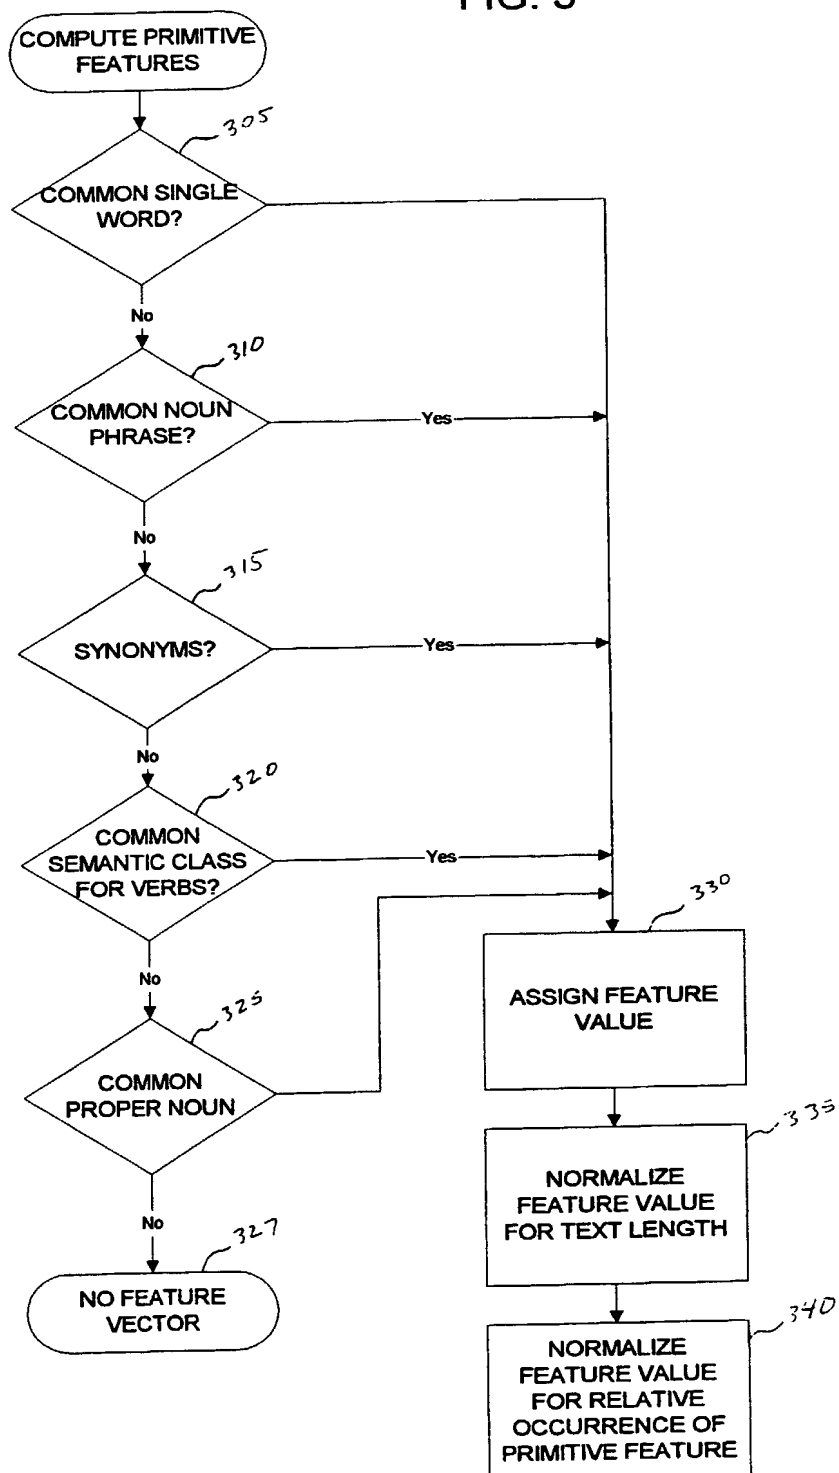 COMPUTE PRIMITIVE
FEATURES
305
COMMON SINGLE
WORD?
No
310
COMMON NOUN
PHRASE?
Yes
No
315
SYNONYMS?
Yes
No
320
COMMON
SEMANTIC CLASS
FOR VERBS?
Yes
No
325
COMMON
PROPER NOUN
No
327
NO FEATURE
VECTOR
330
ASSIGN FEATURE
VALUE
335
NORMALIZE
FEATURE VALUE
FOR TEXT LENGTH
340
NORMALIZE
FEATURE VALUE
FOR RELATIVE
OCCURRENCE OF
PRIMITIVE FEATURE